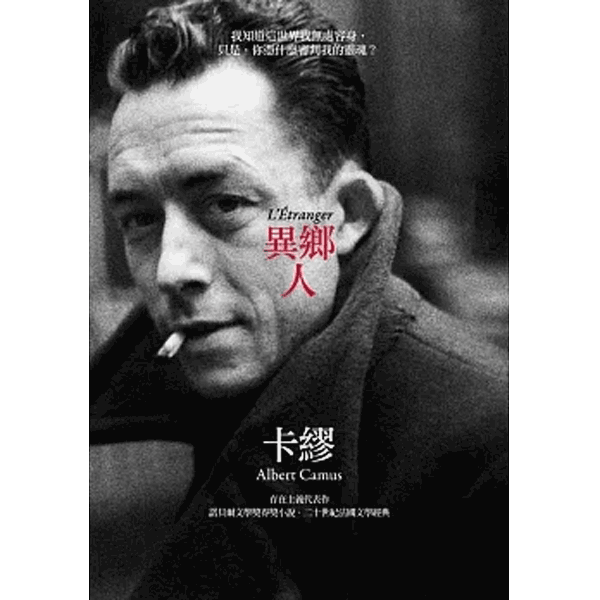 我知道這世界我無處容身，
只是，你憑什麼審判我的靈魂？
L'Étranger
異鄉
人
卡繆
Albert Camus
存在主義代表作
諾貝爾文學獎得獎小說，二十世紀法國文學經典